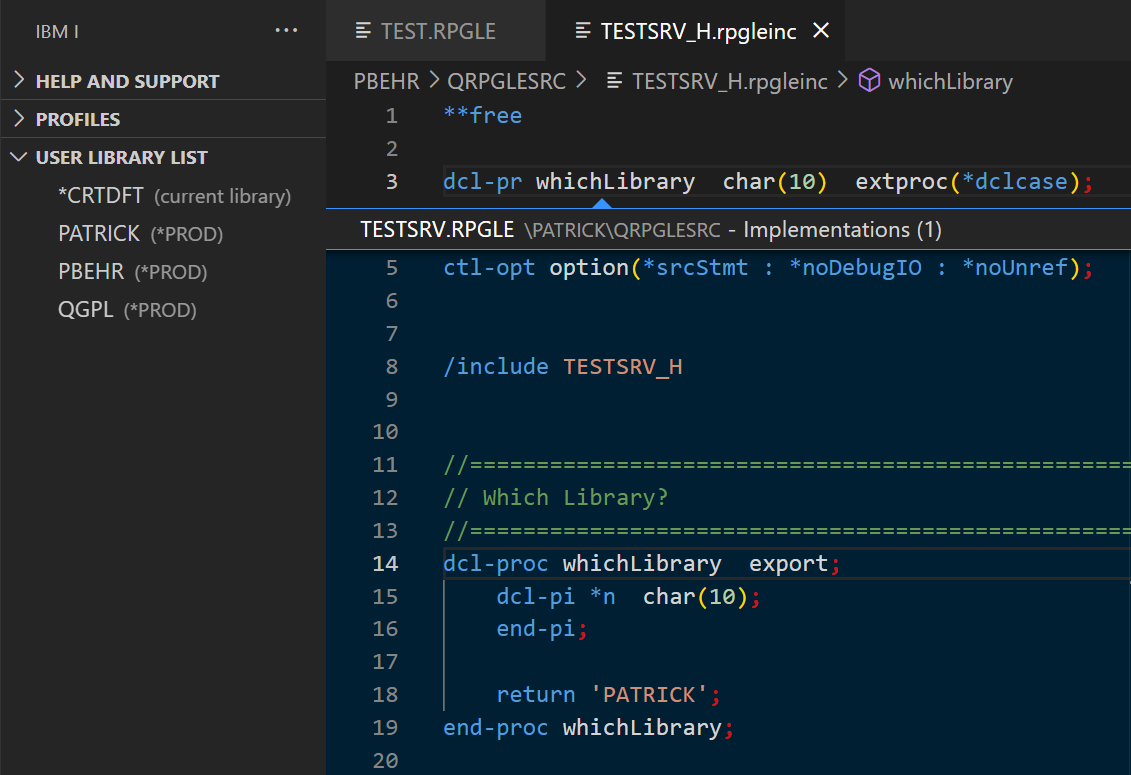 IBM I ···
HELP AND SUPPORT
PROFILES
USER LIBRARY LIST
*CRTDFT (current library)
PATRICK (*PROD)
PBEHR (*PROD)
QGPL (*PROD)
TEST.RPGLE TESTSRV_H.rpgleinc
PBEHR > QRPGLESRC > TESTSRV_H.rpgleinc > whichLibrary
1 **free
2
3 dcl-pr whichLibrary  char(10)  extproc(*dclcase);
TESTSRV.RPGLE \PATRICK\QRPGLESRC - Implementations (1)
5 ctl-opt option(*srcStmt : *noDebugIO : *noUnref);
6
7
8 /include TESTSRV_H
9
10
11 //==================================================
12 // Which Library?
13 //==================================================
14 dcl-proc whichLibrary  export;
15     dcl-pi *n  char(10);
16     end-pi;
17
18     return 'PATRICK';
19 end-proc whichLibrary;
20